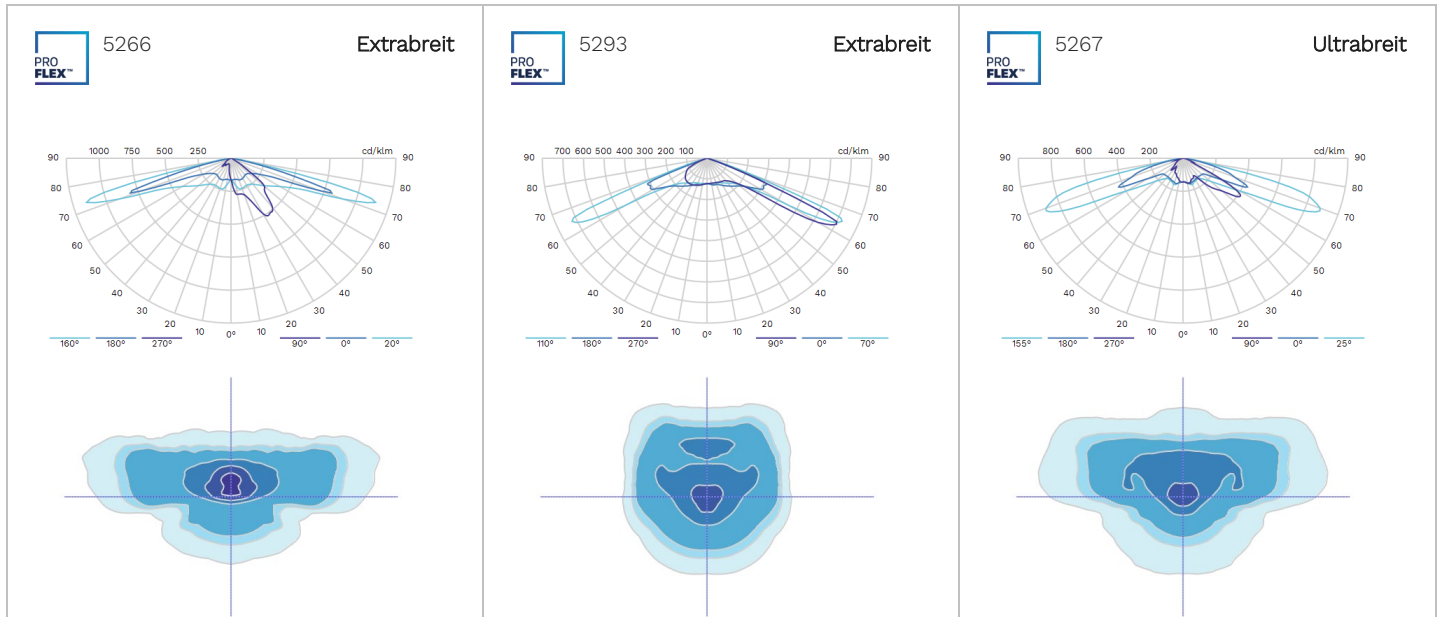 5266 Extrabreit
PRO
FLEX™
1000 750 500 250 cd/klm
90 90
80 80
70 70
60 60
50 50
40 40
30 30
20 20
10 0° 10
160° 180° 270° 90° 0° 20°
5293 Extrabreit
PRO
FLEX™
700 600 500 400 300 200 100 cd/klm
90 90
80 80
70 70
60 60
50 50
40 40
30 30
20 20
10 0° 10
110° 180° 270° 90° 0° 70°
5267 Ultrabreit
PRO
FLEX™
800 600 400 200 cd/klm
90 90
80 80
70 70
60 60
50 50
40 40
30 30
20 20
10 0° 10
155° 180° 270° 90° 0° 25°